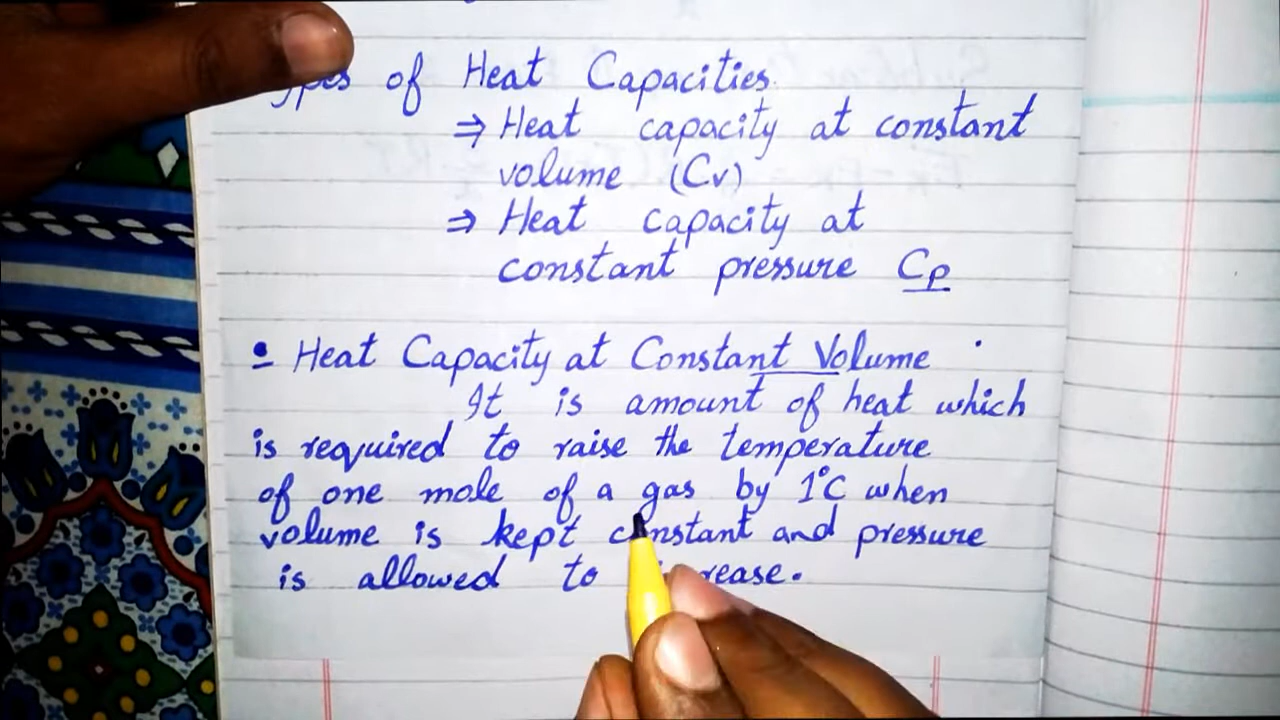 of Heat Capacities.
⇒ Heat capacity at constant
volume (Cv)
⇒ Heat capacity at
constant pressure Cp
• Heat Capacity at Constant Volume
It is amount of heat which
is required to raise the temperature
of one mole of a gas by 1°C when
volume is kept constant and pressure
is allowed to